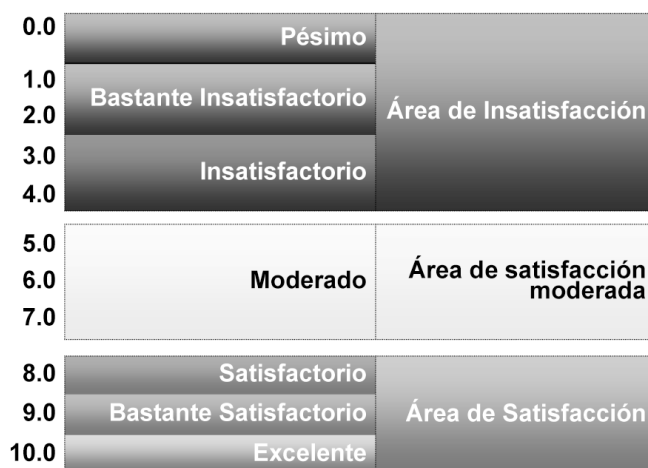 0.0
Pésimo
1.0
Bastante Insatisfactorio
2.0
Área de Insatisfacción
3.0
Insatisfactorio
4.0
5.0
6.0
Moderado
Área de satisfacción
moderada
7.0
8.0
Satisfactorio
9.0
Bastante Satisfactorio
Área de Satisfacción
10.0
Excelente